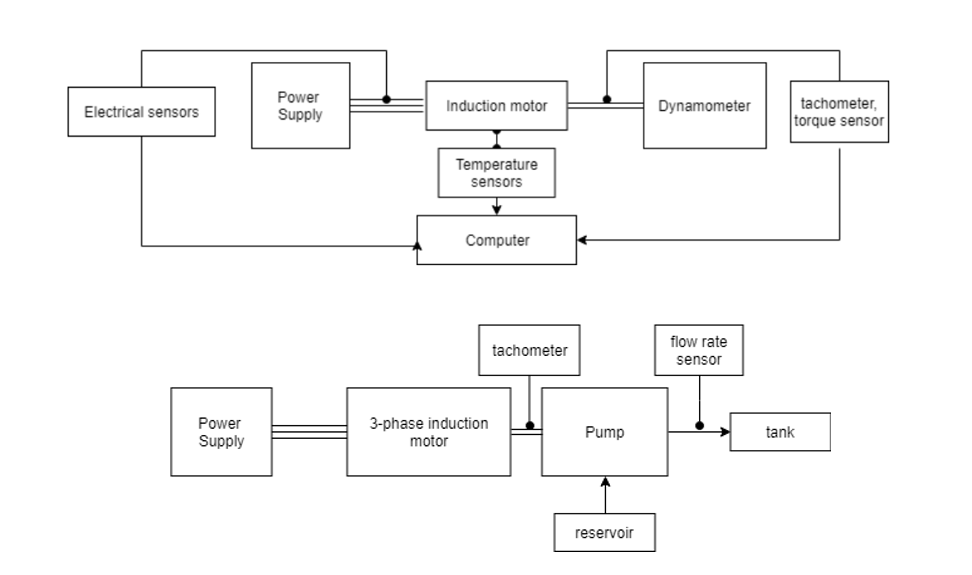 Electrical sensors
Power
Supply
Induction motor
Dynamometer
tachometer,
torque sensor
Temperature
sensors
Computer
tachometer
flow rate
sensor
Power
Supply
3-phase induction
motor
Pump
tank
reservoir